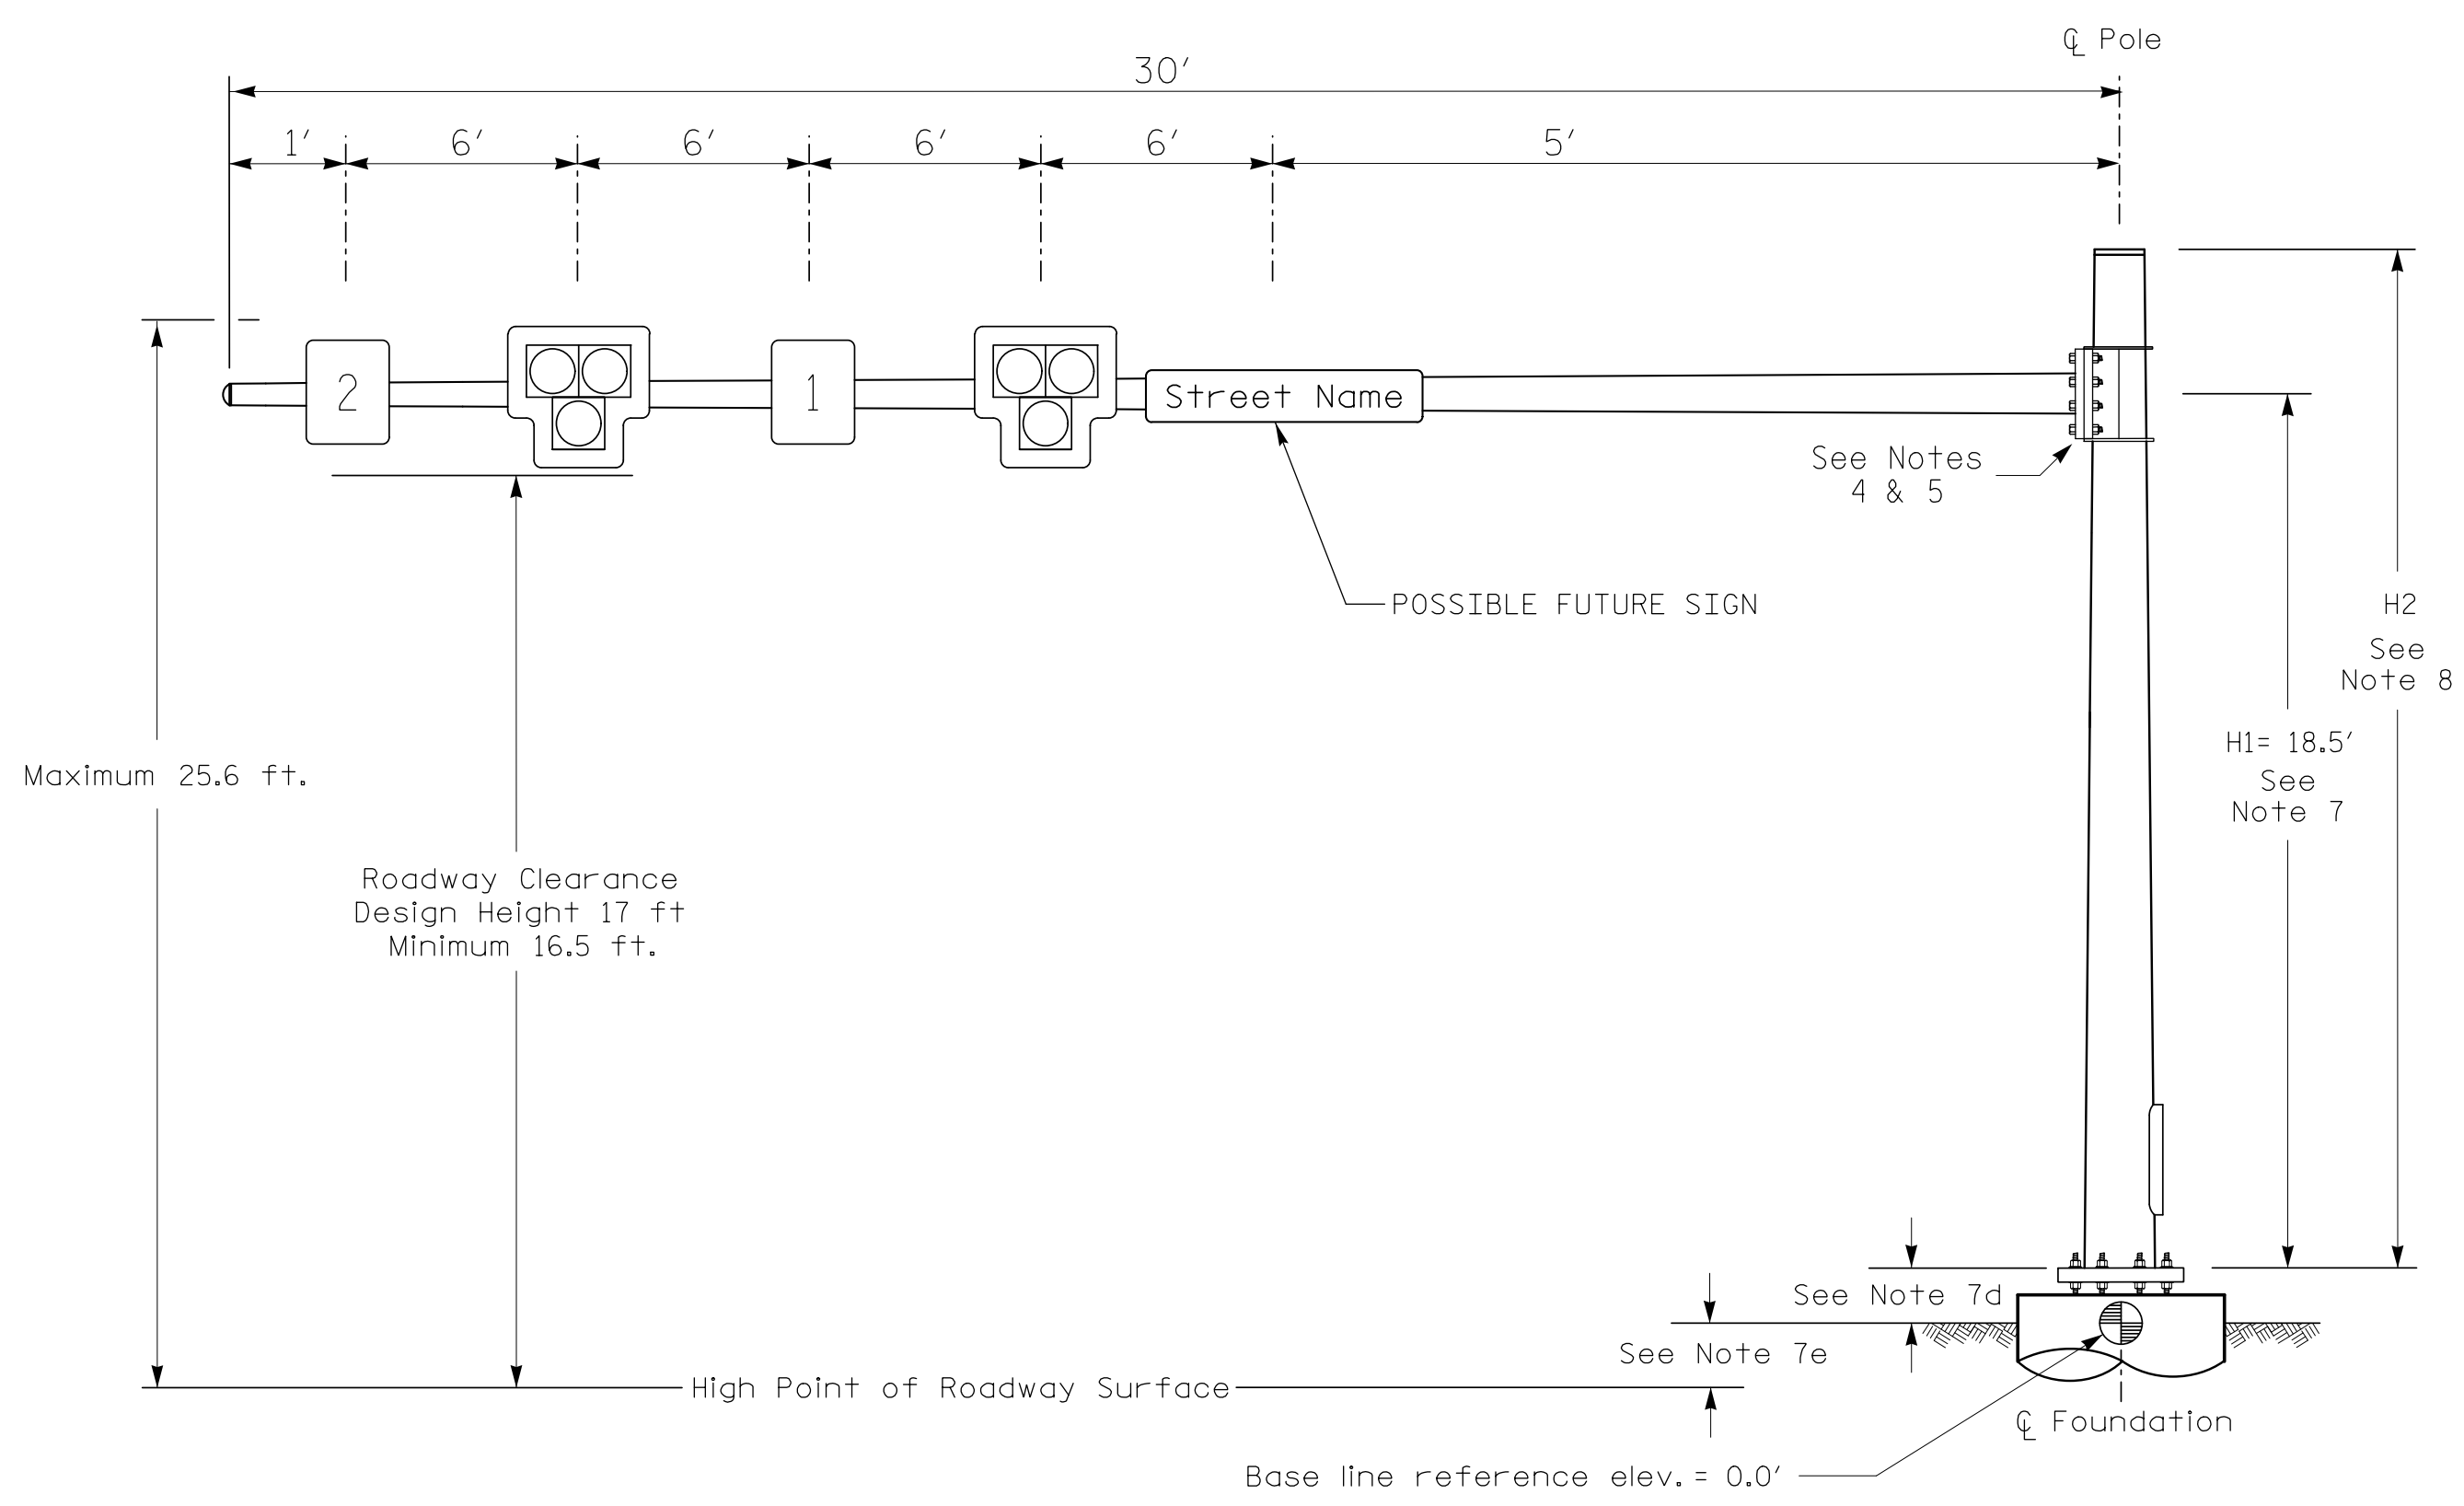 ℄ Pole
30'
1' 6' 6' 6' 6' 5'
2
1
Street Name
See Notes
4 & 5
POSSIBLE FUTURE SIGN
H2
See
Note 8
H1= 18.5'
See
Note 7
Maximum 25.6 ft.
Roadway Clearance
Design Height 17 ft
Minimum 16.5 ft.
See Note 7d
See Note 7e
High Point of Roadway Surface
℄ Foundation
Base line reference elev. = 0.0'